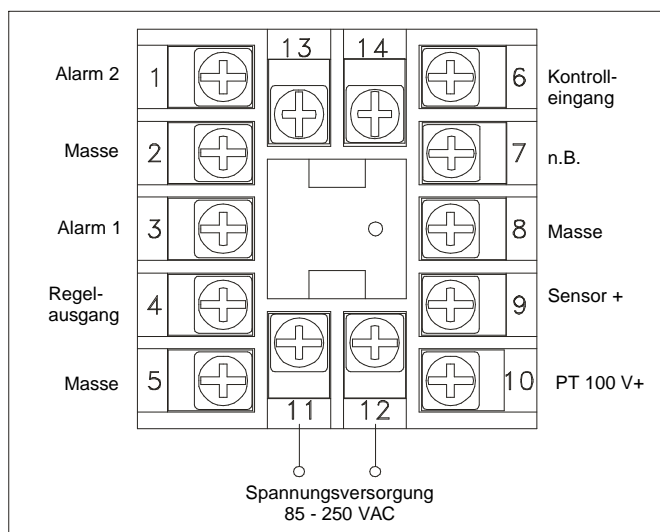 13 14
Alarm 2 1 6 Kontroll-
eingang
Masse 2 7 n.B.
Alarm 1 3 8 Masse
Regel-
ausgang 4 9 Sensor +
Masse 5 10 PT 100 V+
11 12
Spannungsversorgung
85 - 250 VAC